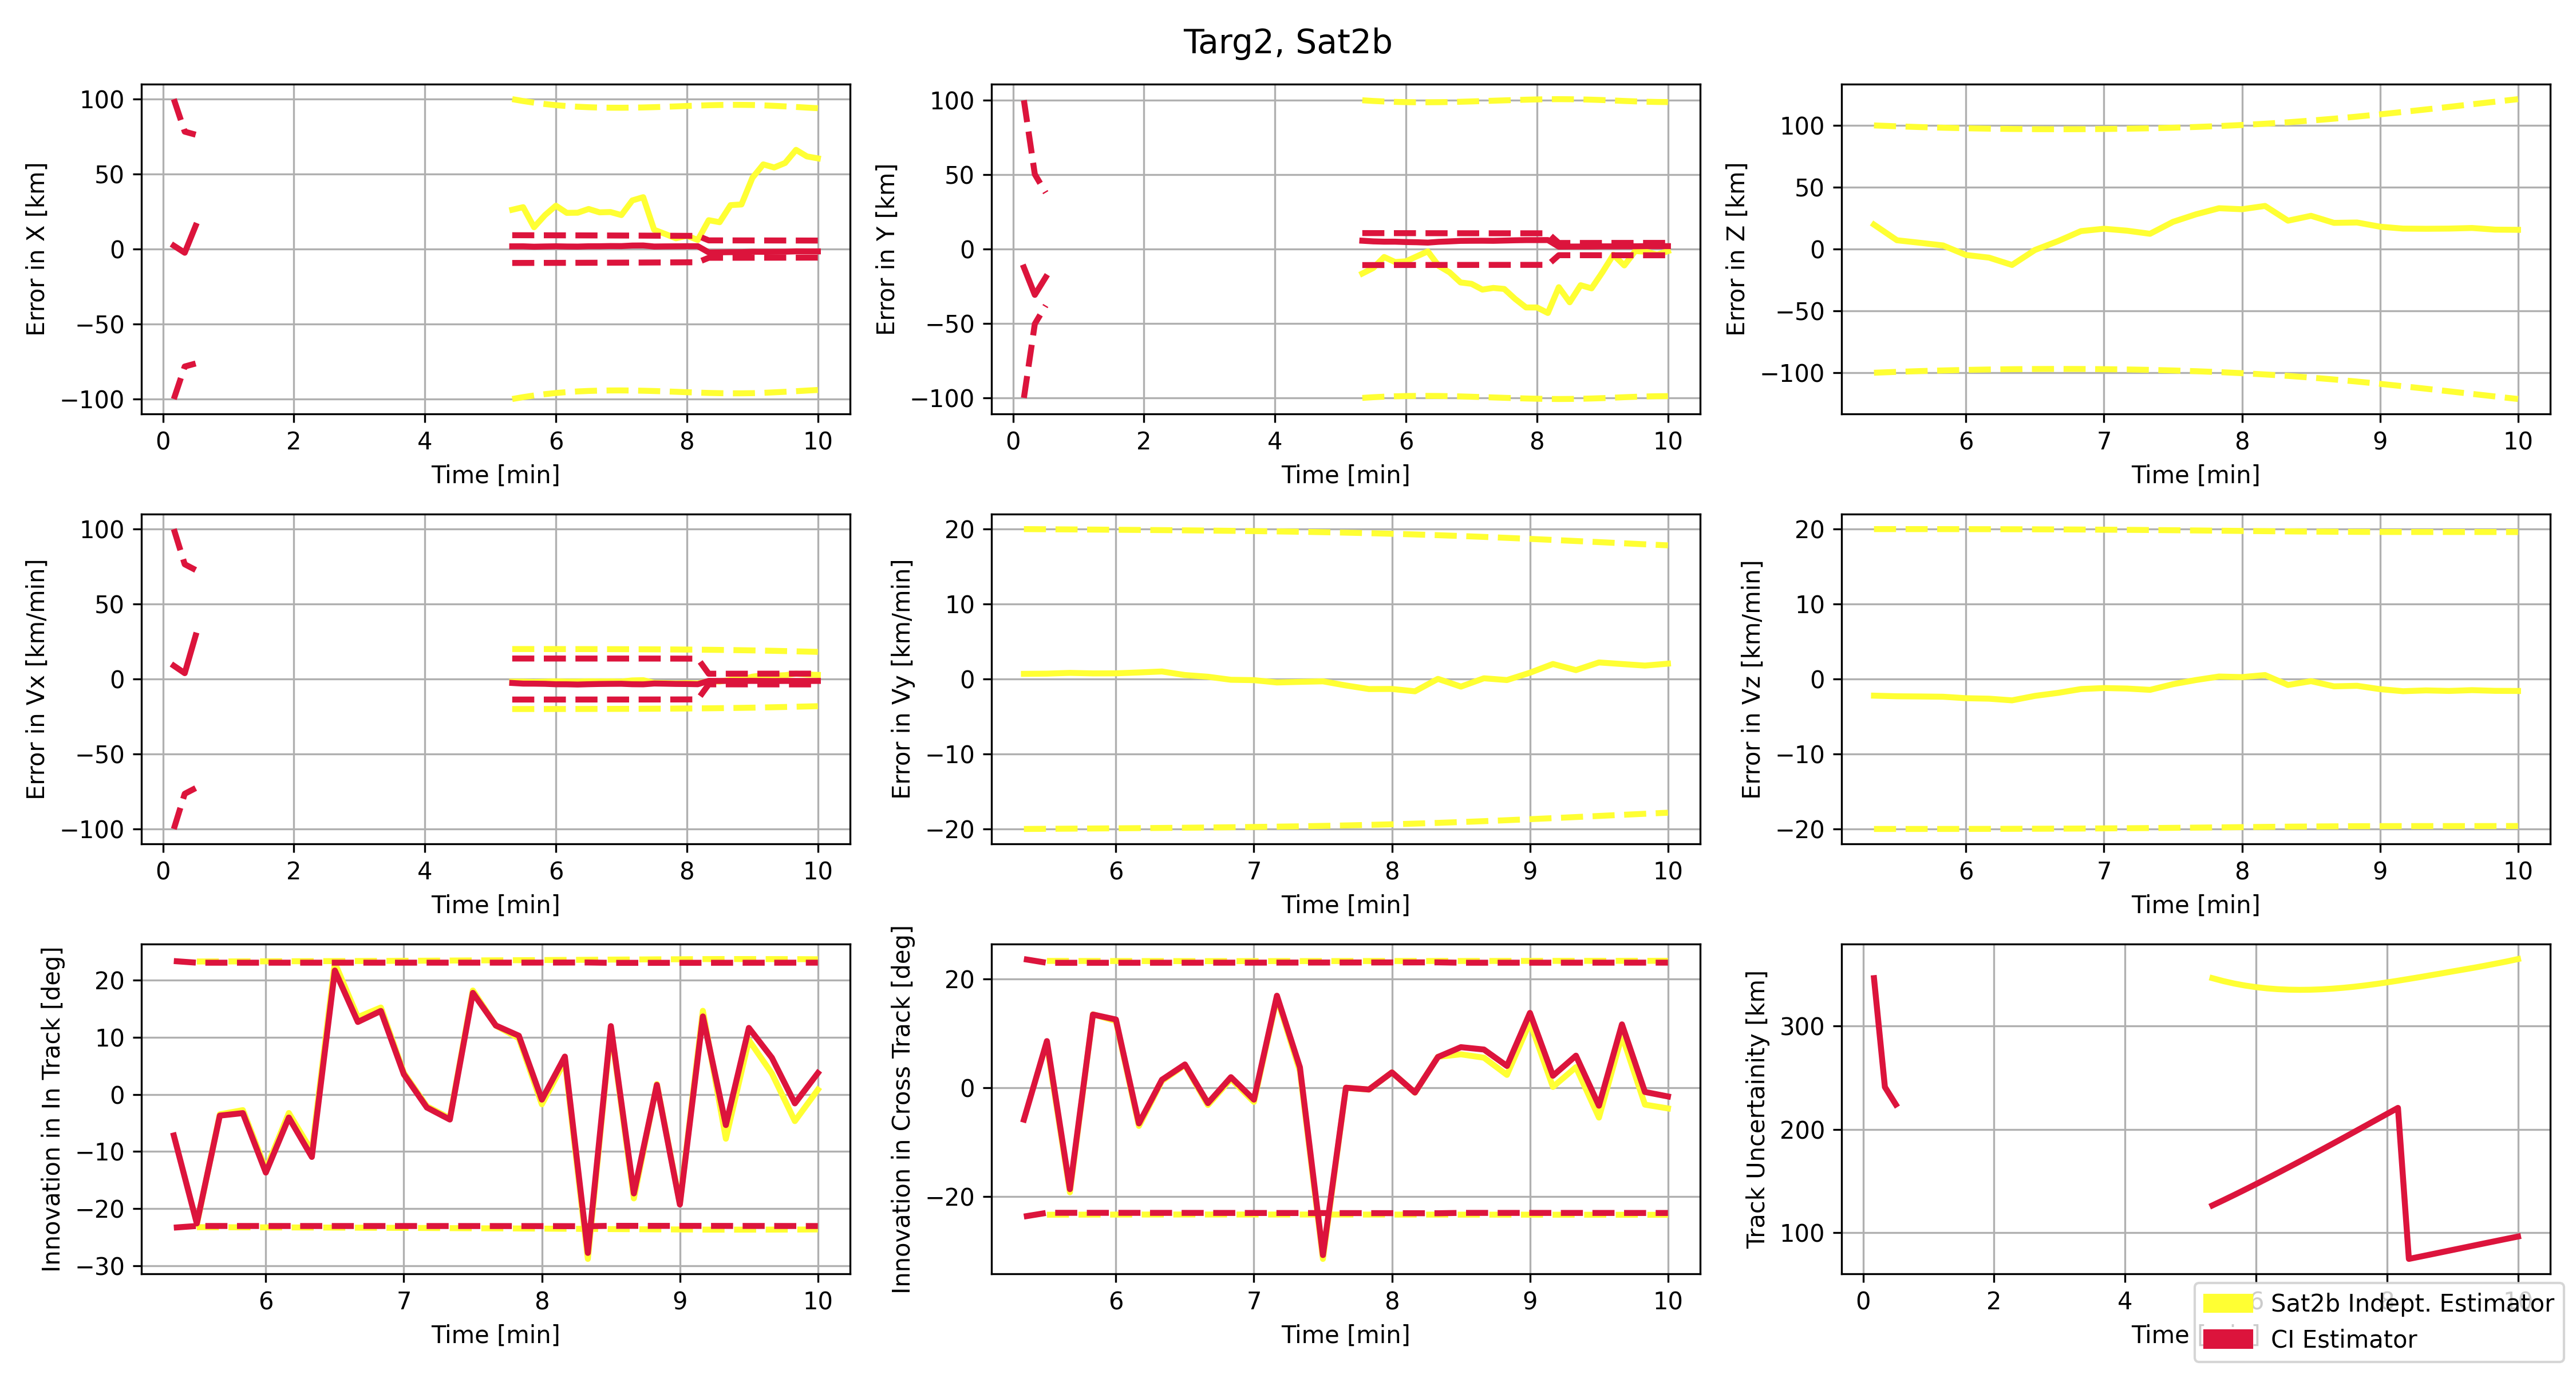 Targ2, Sat2b
Error in X [km]
100
50
0
−50
−100
0 2 4 6 8 10
Time [min]
Error in Y [km]
100
50
0
−50
−100
0 2 4 6 8 10
Time [min]
Error in Z [km]
100
50
0
−50
−100
6 7 8 9 10
Time [min]
Error in Vx [km/min]
100
50
0
−50
−100
0 2 4 6 8 10
Time [min]
Error in Vy [km/min]
20
10
0
−10
−20
6 7 8 9 10
Time [min]
Error in Vz [km/min]
20
10
0
−10
−20
6 7 8 9 10
Time [min]
Innovation in In Track [deg]
20
10
0
−10
−20
−30
6 7 8 9 10
Time [min]
Innovation in Cross Track [deg]
20
0
−20
6 7 8 9 10
Time [min]
Track Uncertainity [km]
300
200
100
0 2 4 6 8 10
Time [min]
Sat2b Indept. Estimator
CI Estimator